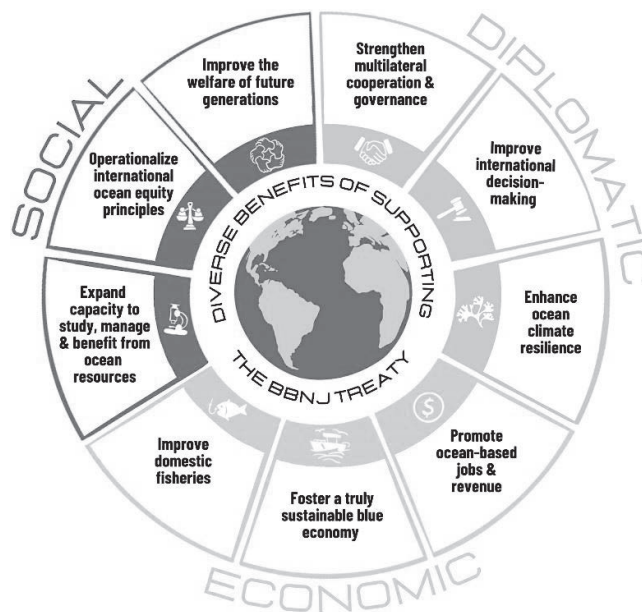 SOCIAL
DIPLOMATIC
ECONOMIC
Improve the
welfare of future
generations
Strengthen
multilateral
cooperation &
governance
Improve
international
decision-
making
Enhance
ocean
climate
resilience
Promote
ocean-based
jobs &
revenue
Foster a truly
sustainable blue
economy
Improve
domestic
fisheries
Expand
capacity to
study, manage
& benefit from
ocean
resources
Operationalize
international
ocean equity
principles
DIVERSE BENEFITS OF SUPPORTING
THE BBNJ TREATY
$